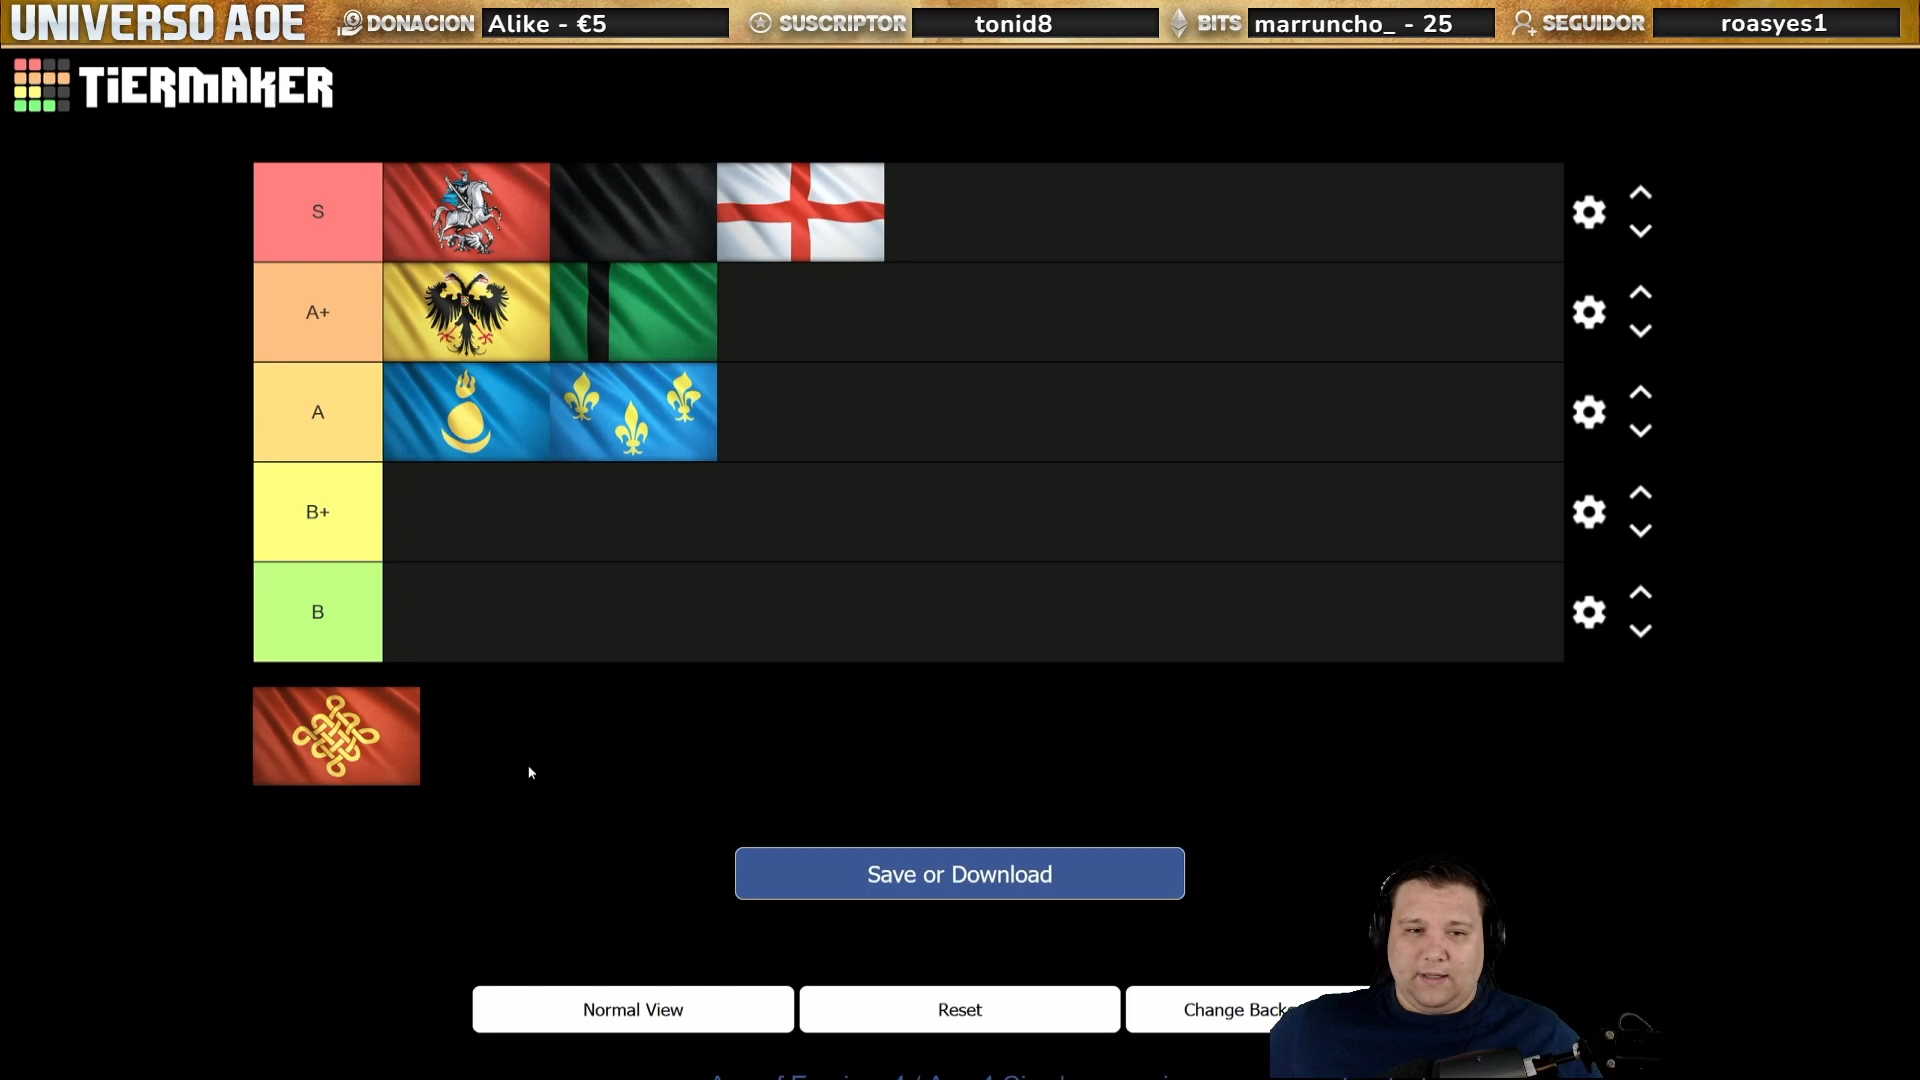 UNIVERSO AOE DONACION Alike - €5 SUSCRIPTOR tonid8 BITS marruncho_ - 25 SEGUIDOR roasyes1
TiERMAKER
S
A+
A
B+
B
Save or Download
Normal View Reset Change Back